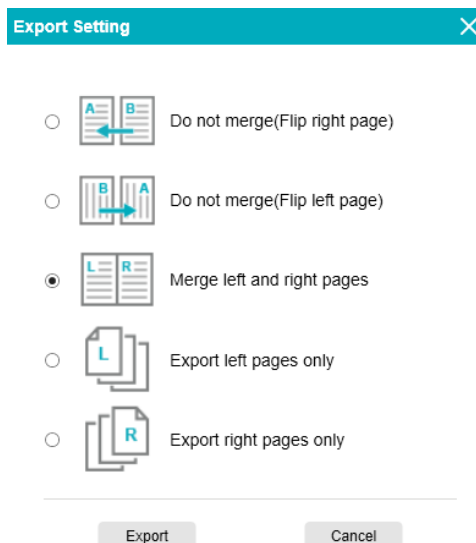 Export Setting
A B
Do not merge(Flip right page)
B A
Do not merge(Flip left page)
L R
Merge left and right pages
L
Export left pages only
R
Export right pages only
Export Cancel